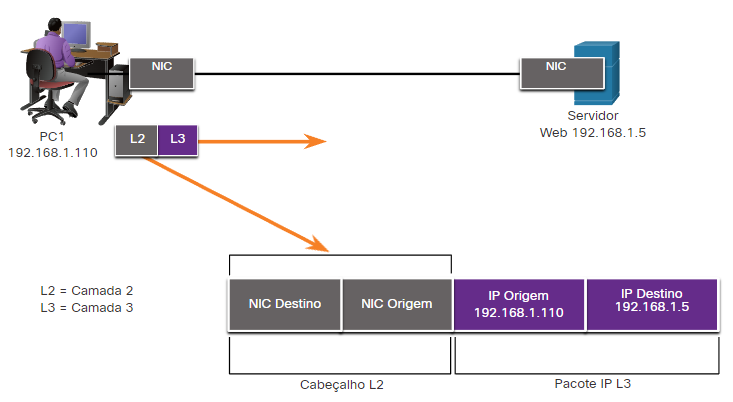 NIC
NIC
PC1
192.168.1.110
Servidor
Web 192.168.1.5
L2
L3
L2 = Camada 2
L3 = Camada 3
NIC Destino
NIC Origem
IP Origem
192.168.1.110
IP Destino
192.168.1.5
Cabeçalho L2
Pacote IP L3